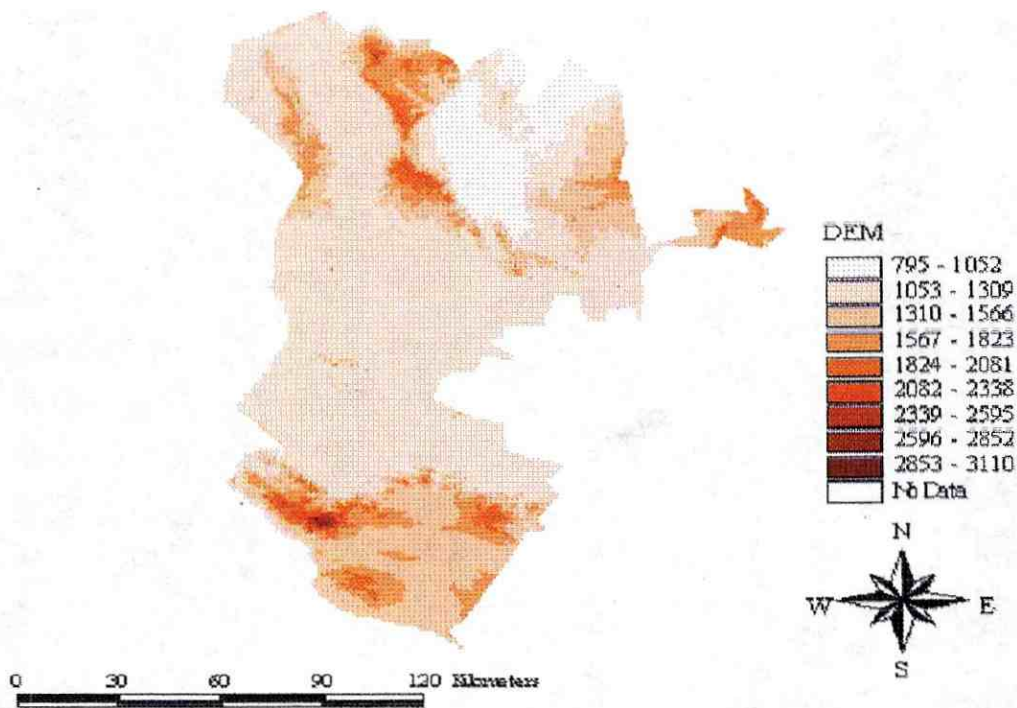 DEM
795 - 1052
1053 - 1309
1310 - 1566
1567 - 1823
1824 - 2081
2082 - 2338
2339 - 2595
2596 - 2852
2853 - 3110
No Data
N
W E
S
0 30 60 90 120 Kilometers